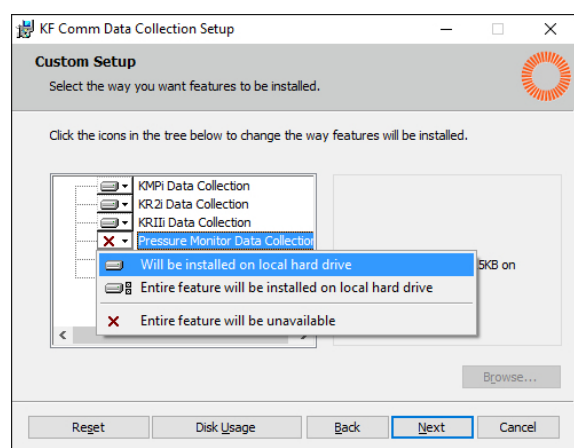 KF Comm Data Collection Setup
Custom Setup
Select the way you want features to be installed.
Click the icons in the tree below to change the way features will be installed.
KMPi Data Collection
KR2i Data Collection
KRIIi Data Collection
Pressure Monitor Data Collection
Will be installed on local hard drive
5KB on
Entire feature will be installed on local hard drive
Entire feature will be unavailable
Browse...
Reset
Disk Usage
Back
Next
Cancel